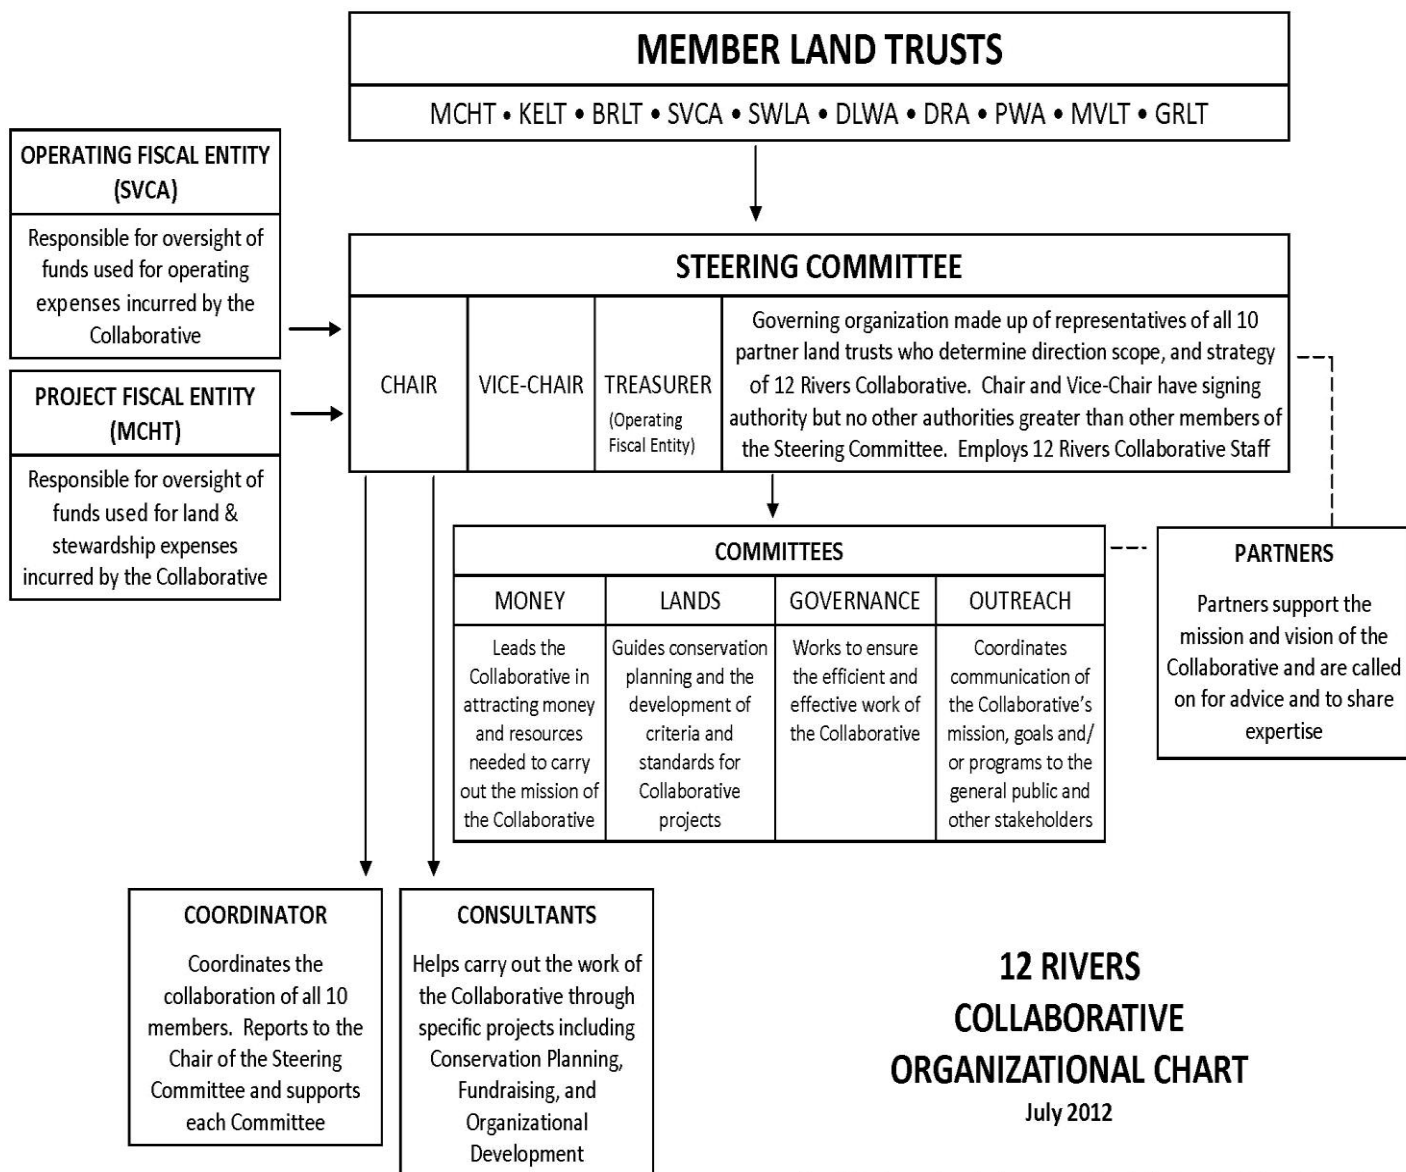 MEMBER LAND TRUSTS
MCHT • KELT • BRLT • SVCA • SWLA • DLWA • DRA • PWA • MVLT • GRLT
OPERATING FISCAL ENTITY
(SVCA)
Responsible for oversight of
funds used for operating
expenses incurred by the
Collaborative
PROJECT FISCAL ENTITY
(MCHT)
Responsible for oversight of
funds used for land &
stewardship expenses
incurred by the Collaborative
STEERING COMMITTEE
CHAIR
VICE-CHAIR
TREASURER
(Operating
Fiscal Entity)
Governing organization made up of representatives of all 10
partner land trusts who determine direction scope, and strategy
of 12 Rivers Collaborative. Chair and Vice-Chair have signing
authority but no other authorities greater than other members of
the Steering Committee. Employs 12 Rivers Collaborative Staff
COMMITTEES
MONEY
Leads the
Collaborative in
attracting money
and resources
needed to carry
out the mission of
the Collaborative
LANDS
Guides conservation
planning and the
development of
criteria and
standards for
Collaborative
projects
GOVERNANCE
Works to ensure
the efficient and
effective work of
the Collaborative
OUTREACH
Coordinates
communication of
the Collaborative's
mission, goals and/
or programs to the
general public and
other stakeholders
PARTNERS
Partners support the
mission and vision of the
Collaborative and are called
on for advice and to share
expertise
COORDINATOR
Coordinates the
collaboration of all 10
members. Reports to the
Chair of the Steering
Committee and supports
each Committee
CONSULTANTS
Helps carry out the work of
the Collaborative through
specific projects including
Conservation Planning,
Fundraising, and
Organizational
Development
12 RIVERS
COLLABORATIVE
ORGANIZATIONAL CHART
July 2012